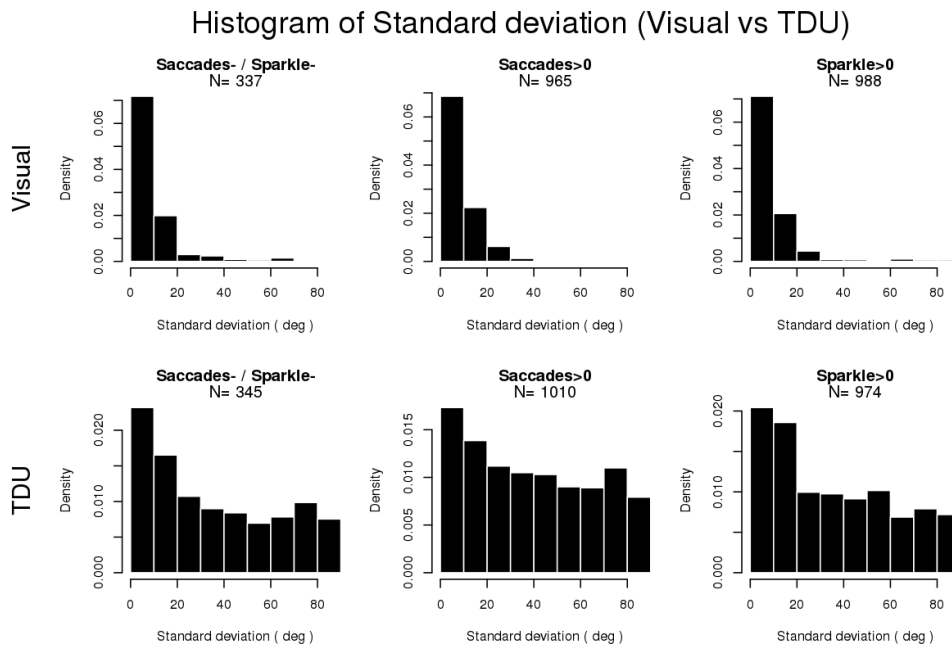 Histogram of Standard deviation (Visual vs TDU)
Visual
Saccades- / Sparkle-
N= 337
Density
0.00 0.02 0.04 0.06
0 20 40 60 80
Standard deviation ( deg )
Saccades>0
N= 965
Density
0.00 0.02 0.04 0.06
0 20 40 60 80
Standard deviation ( deg )
Sparkle>0
N= 988
Density
0.00 0.02 0.04 0.06
0 20 40 60 80
Standard deviation ( deg )
TDU
Saccades- / Sparkle-
N= 345
Density
0.000 0.010 0.020
0 20 40 60 80
Standard deviation ( deg )
Saccades>0
N= 1010
Density
0.000 0.005 0.010 0.015
0 20 40 60 80
Standard deviation ( deg )
Sparkle>0
N= 974
Density
0.000 0.010 0.020
0 20 40 60 80
Standard deviation ( deg )